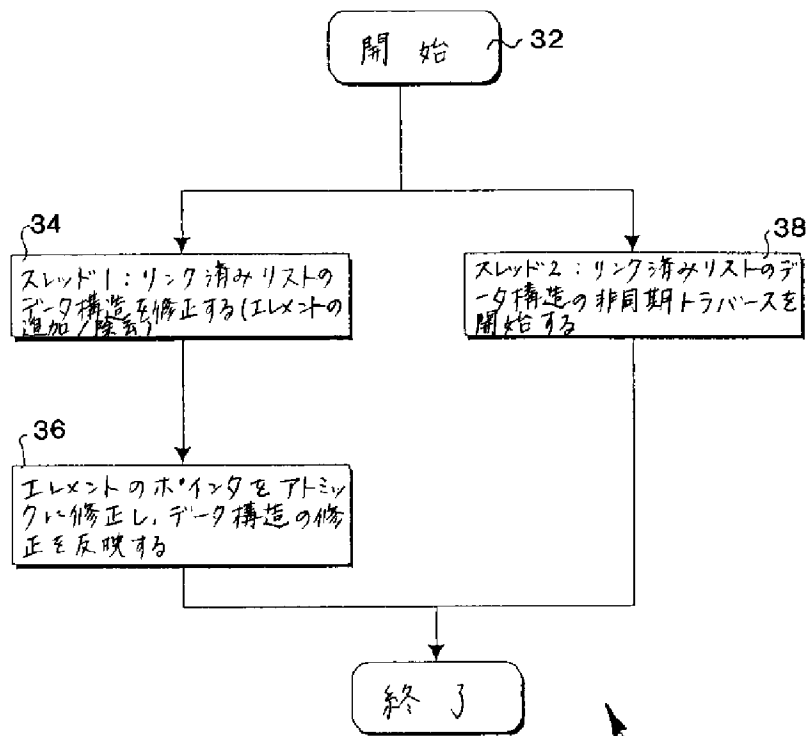 開始
32
34
スレッド1：リンク済みリストの
データ構造を修正する(エレメントの
追加/除去)
38
スレッド2：リンク済みリストのデ
ータ構造の非同期トラバースを
開始する
36
エレメントのポインタをアトミッ
クに修正し、データ構造の修
正を反映する
終了